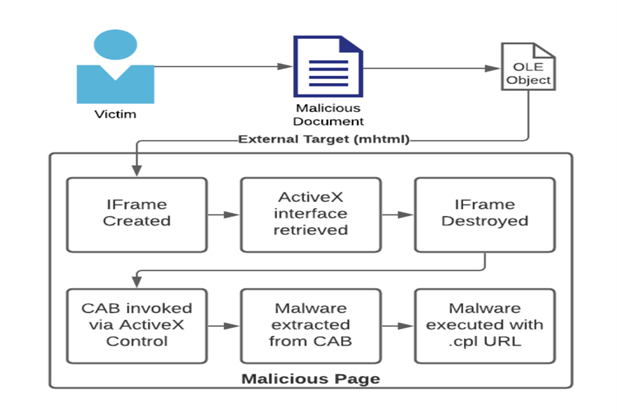 Victim
Malicious
Document
OLE
Object
External Target (mhtml)
IFrame
Created
ActiveX
interface
retrieved
IFrame
Destroyed
CAB invoked
via ActiveX
Control
Malware
extracted
from CAB
Malware
executed with
.cpl URL
Malicious Page